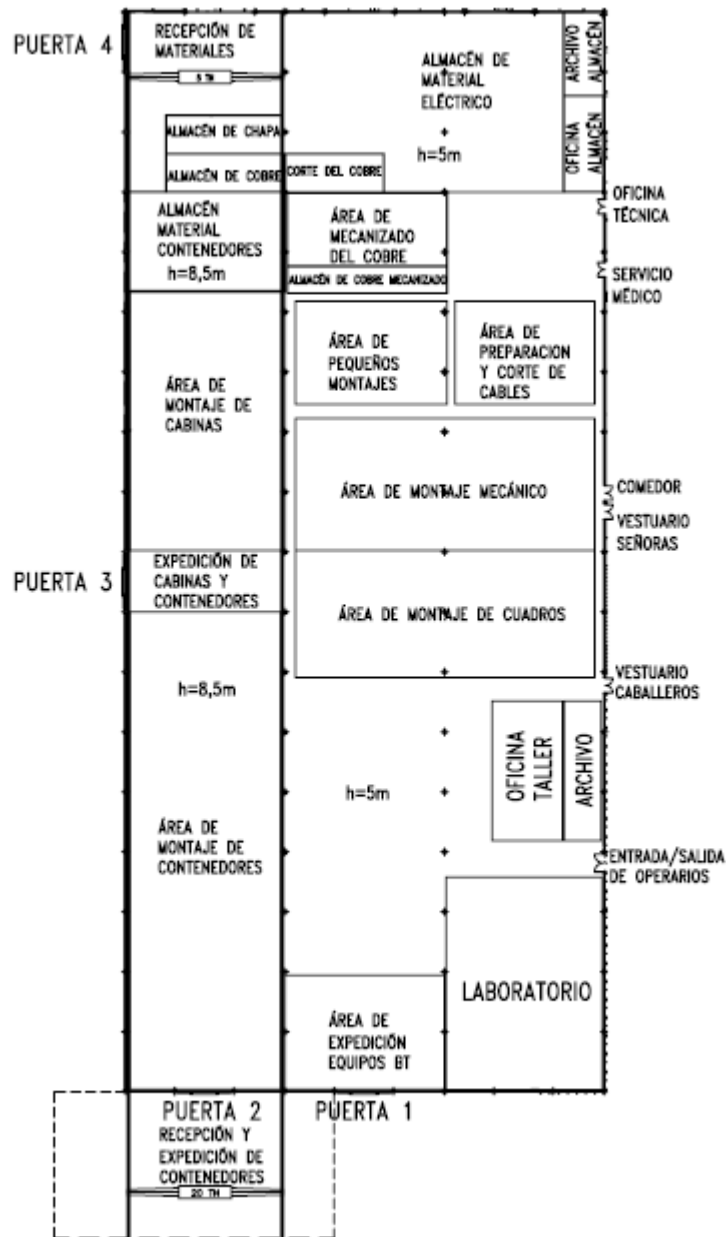 PUERTA 4
RECEPCIÓN DE
MATERIALES
5 TN
ALMACÉN DE
MATERIAL
ELÉCTRICO
h=5m
ARCHIVO
ALMACÉN
OFICINA
ALMACÉN
ALMACÉN DE CHAPA
ALMACÉN DE COBRE
CORTE DEL COBRE
OFICINA
TÉCNICA
ALMACÉN
MATERIAL
CONTENEDORES
h=8,5m
ÁREA DE
MECANIZADO
DEL COBRE
ALMACÉN DE COBRE MECANIZADO
SERVICIO
MÉDICO
ÁREA DE
PEQUEÑOS
MONTAJES
ÁREA DE
PREPARACION
Y CORTE DE
CABLES
ÁREA DE
MONTAJE DE
CABINAS
ÁREA DE MONTAJE MECÁNICO
COMEDOR
VESTUARIO
SEÑORAS
PUERTA 3
EXPEDICIÓN DE
CABINAS Y
CONTENEDORES
ÁREA DE MONTAJE DE CUADROS
h=8,5m
VESTUARIO
CABALLEROS
OFICINA
TALLER
ARCHIVO
h=5m
ÁREA DE
MONTAJE DE
CONTENEDORES
ENTRADA/SALIDA
DE OPERARIOS
LABORATORIO
ÁREA DE
EXPEDICIÓN
EQUIPOS BT
PUERTA 2
PUERTA 1
RECEPCIÓN Y
EXPEDICIÓN DE
CONTENEDORES
20 TN